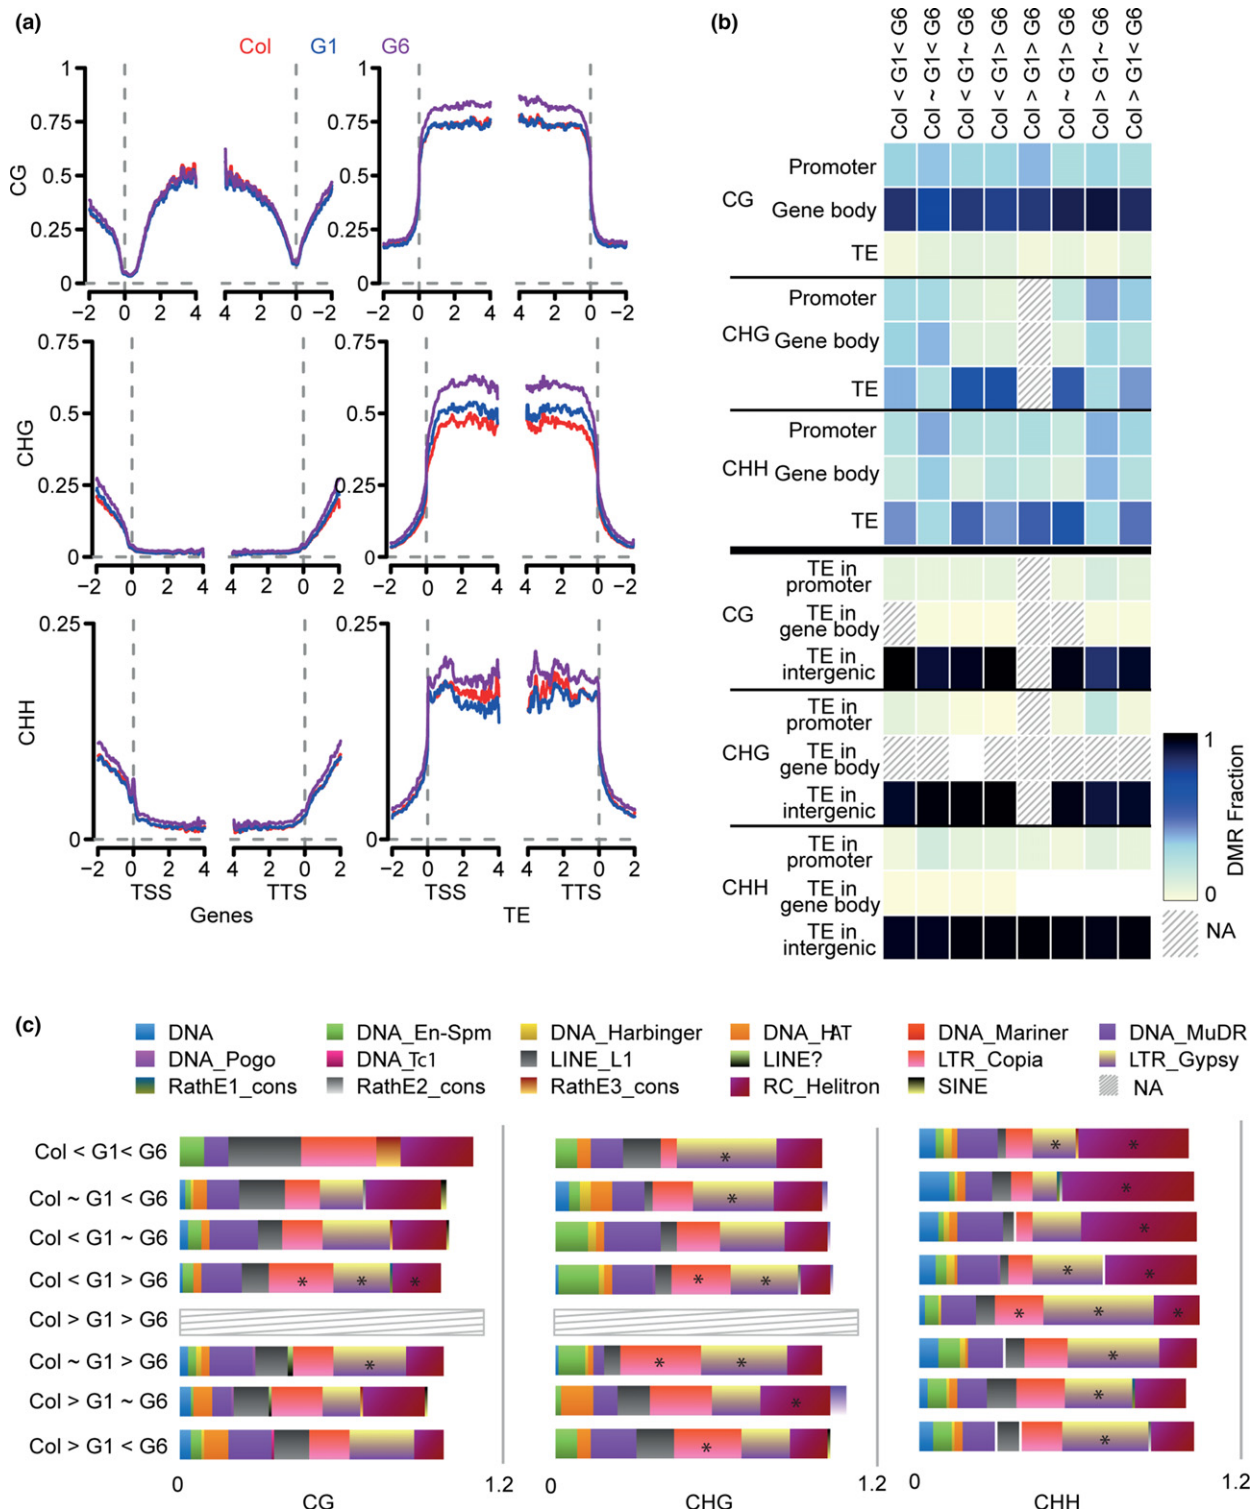 (a)
Col G1 G6
1
0.75
0.5
0.25
0
CG
−2 0 2 4
4 2 0 −2
1
0.75
0.5
0.25
0
−2 0 2 4
4 2 0 −2
0.75
0.5
0.25
0
CHG
−2 0 2 4
4 2 0 2
0.75
0.5
0.25
0
−2 0 2 4
4 2 0 2
0.25
0
CHH
−2 0 2 4
4 2 0 2
TSS TTS
Genes
0.25
0
−2 0 2 4
4 2 0 2
TSS TTS
TE
(b)
Col < G1< G6
Col ~ G1< G6
Col < G1~ G6
Col < G1> G6
Col > G1> G6
Col ~ G1> G6
Col > G1~ G6
Col > G1< G6
CG
Promoter
Gene body
TE
CHG
Promoter
Gene body
TE
CHH
Promoter
Gene body
TE
CG
TE in
promoter
TE in
gene body
TE in
intergenic
CHG
TE in
promoter
TE in
gene body
TE in
intergenic
CHH
TE in
promoter
TE in
gene body
TE in
intergenic
1
0
DMR Fraction
NA
(c)
DNA DNA_En-Spm DNA_Harbinger DNA_HAT DNA_Mariner DNA_MuDR
DNA_Pogo DNA_Tc1 LINE_L1 LINE? LTR_Copia LTR_Gypsy
RathE1_cons RathE2_cons RathE3_cons RC_Helitron SINE NA
Col < G1< G6 * * *
Col ~ G1 < G6 * *
Col < G1 ~ G6 *
Col < G1 > G6 * * * * * * *
Col > G1 > G6 * * *
Col ~ G1 > G6 * * * *
Col > G1 ~ G6 * *
Col > G1 < G6 * *
0 1.2 0 1.2 0 1.2
CG CHG CHH